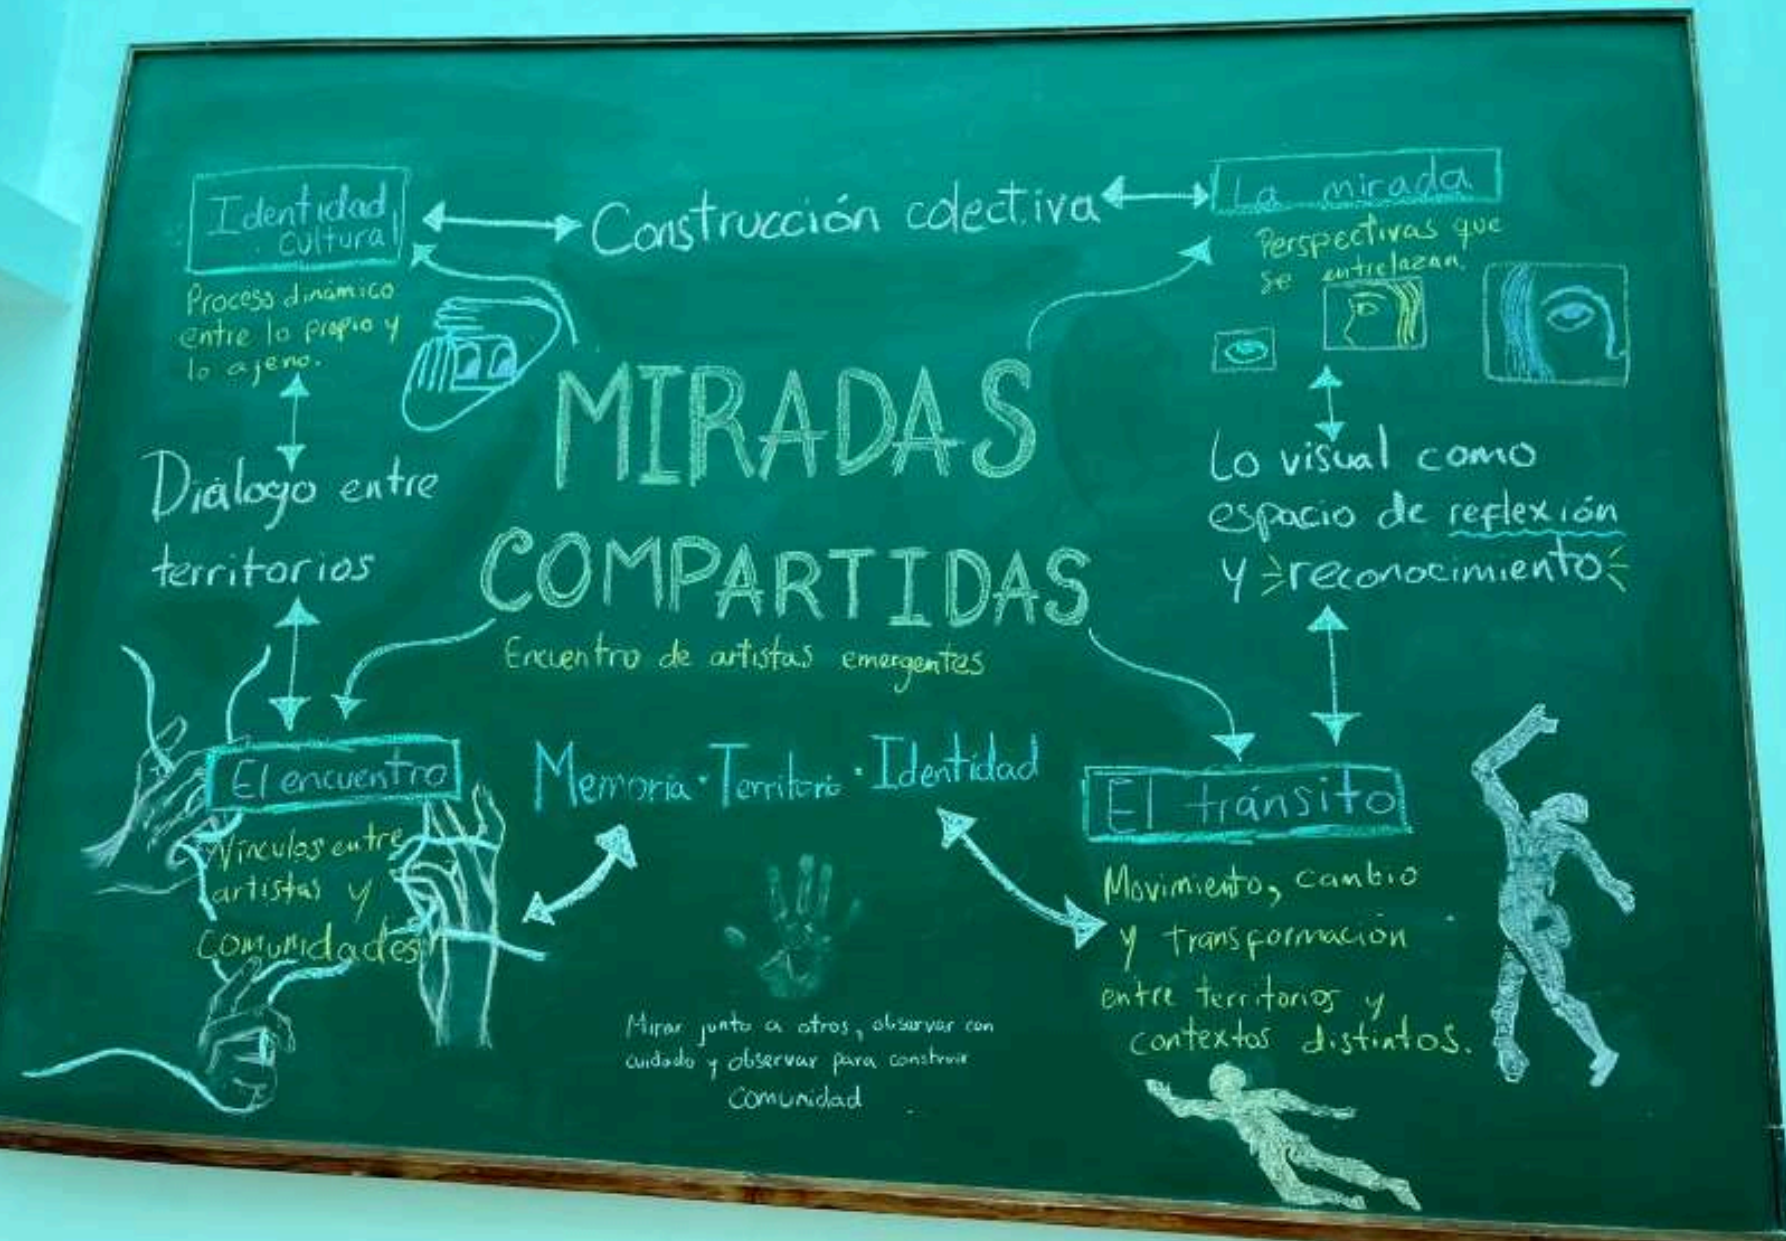 Identidad
cultural
Proceso dinámico
entre lo propio y
lo ajeno.
Construcción colectiva
La mirada
Perspectivas que
se entrelazan.
MIRADAS
COMPARTIDAS
Encuentro de artistas emergentes
Diálogo entre
territorios
Lo visual como
espacio de reflexión
y reconocimiento
El encuentro
Vínculos entre
artistas y
comunidades
Memoria · Territorio · Identidad
El tránsito
Movimiento, cambio
y transformación
entre territorios y
contextos distintos.
Mirar junto a otros, observar con
cuidado y observar para construir
Comunidad